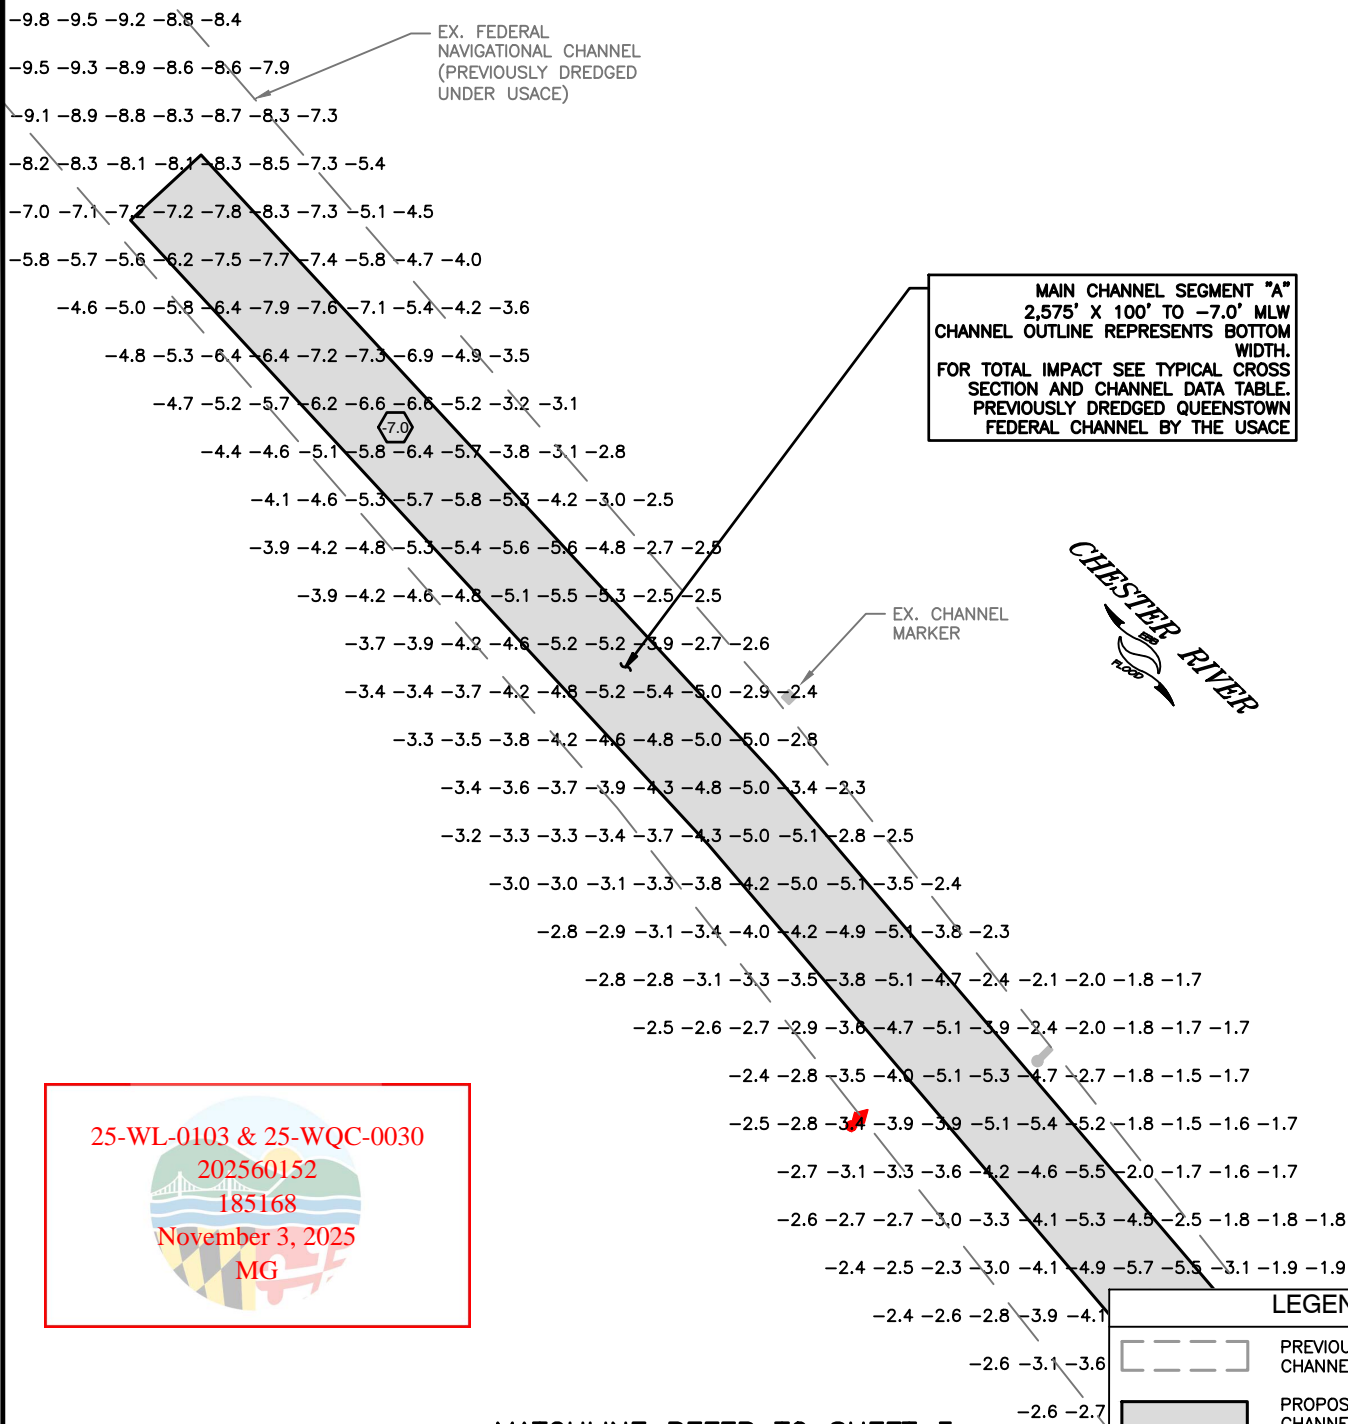 -9.8 -9.5 -9.2 -8.8 -8.4
EX. FEDERAL
NAVIGATIONAL CHANNEL
(PREVIOUSLY DREDGED
UNDER USACE)
-9.5 -9.3 -8.9 -8.6 -8.6 -7.9
-9.1 -8.9 -8.8 -8.3 -8.7 -8.3 -7.3
-8.2 -8.3 -8.1 -8.1 -8.3 -8.5 -7.3 -5.4
-7.0 -7.1 -7.2 -7.2 -7.8 -8.3 -7.3 -5.1 -4.5
-5.8 -5.7 -5.6 -6.2 -7.5 -7.7 -7.4 -5.8 -4.7 -4.0
-4.6 -5.0 -5.8 -6.4 -7.9 -7.6 -7.1 -5.4 -4.2 -3.6
MAIN CHANNEL SEGMENT "A"
2,575' X 100' TO -7.0' MLW
CHANNEL OUTLINE REPRESENTS BOTTOM
WIDTH.
FOR TOTAL IMPACT SEE TYPICAL CROSS
SECTION AND CHANNEL DATA TABLE.
PREVIOUSLY DREDGED QUEENSTOWN
FEDERAL CHANNEL BY THE USACE
-4.8 -5.3 -6.4 -6.4 -7.2 -7.3 -6.9 -4.9 -3.5
-4.7 -5.2 -5.7 -6.2 -6.6 -6.6 -5.2 -3.2 -3.1
-7.0
-4.4 -4.6 -5.1 -5.8 -6.4 -5.7 -3.8 -3.1 -2.8
-4.1 -4.6 -5.3 -5.7 -5.8 -5.3 -4.2 -3.0 -2.5
-3.9 -4.2 -4.8 -5.3 -5.4 -5.6 -5.6 -4.8 -2.7 -2.5
-3.9 -4.2 -4.6 -4.8 -5.1 -5.5 -5.3 -2.5 -2.5
EX. CHANNEL
MARKER
CHESTER RIVER
EBB
FLOOD
-3.7 -3.9 -4.2 -4.6 -5.2 -5.2 -3.9 -2.7 -2.6
-3.4 -3.4 -3.7 -4.2 -4.8 -5.2 -5.4 -5.0 -2.9 -2.4
-3.3 -3.5 -3.8 -4.2 -4.6 -4.8 -5.0 -5.0 -2.8
-3.4 -3.6 -3.7 -3.9 -4.3 -4.8 -5.0 -3.4 -2.3
-3.2 -3.3 -3.3 -3.4 -3.7 -4.3 -5.0 -5.1 -2.8 -2.5
-3.0 -3.0 -3.1 -3.3 -3.8 -4.2 -5.0 -5.1 -3.5 -2.4
-2.8 -2.9 -3.1 -3.4 -4.0 -4.2 -4.9 -5.1 -3.8 -2.3
-2.8 -2.8 -3.1 -3.3 -3.5 -3.8 -5.1 -4.7 -2.4 -2.1 -2.0 -1.8 -1.7
-2.5 -2.6 -2.7 -2.9 -3.6 -4.7 -5.1 -3.9 -2.4 -2.0 -1.8 -1.7 -1.7
-2.4 -2.8 -3.5 -4.0 -5.1 -5.3 -4.7 -2.7 -1.8 -1.5 -1.7
-2.5 -2.8 -3.4 -3.9 -3.9 -5.1 -5.4 -5.2 -1.8 -1.5 -1.6 -1.7
-2.7 -3.1 -3.3 -3.6 -4.2 -4.6 -5.5 -2.0 -1.7 -1.6 -1.7
-2.6 -2.7 -2.7 -3.0 -3.3 -4.1 -5.3 -4.5 -2.5 -1.8 -1.8 -1.8
-2.4 -2.5 -2.3 -3.0 -4.1 -4.9 -5.7 -5.5 -3.1 -1.9 -1.9
-2.4 -2.6 -2.8 -3.9 -4.1
-2.6 -3.1 -3.6
-2.6 -2.7
25-WL-0103 & 25-WQC-0030
202560152
185168
November 3, 2025
MG
LEGEN
PREVIOU
CHANNE
PROPOS
CHANNE
MATCHLINE REFER TO SHEET